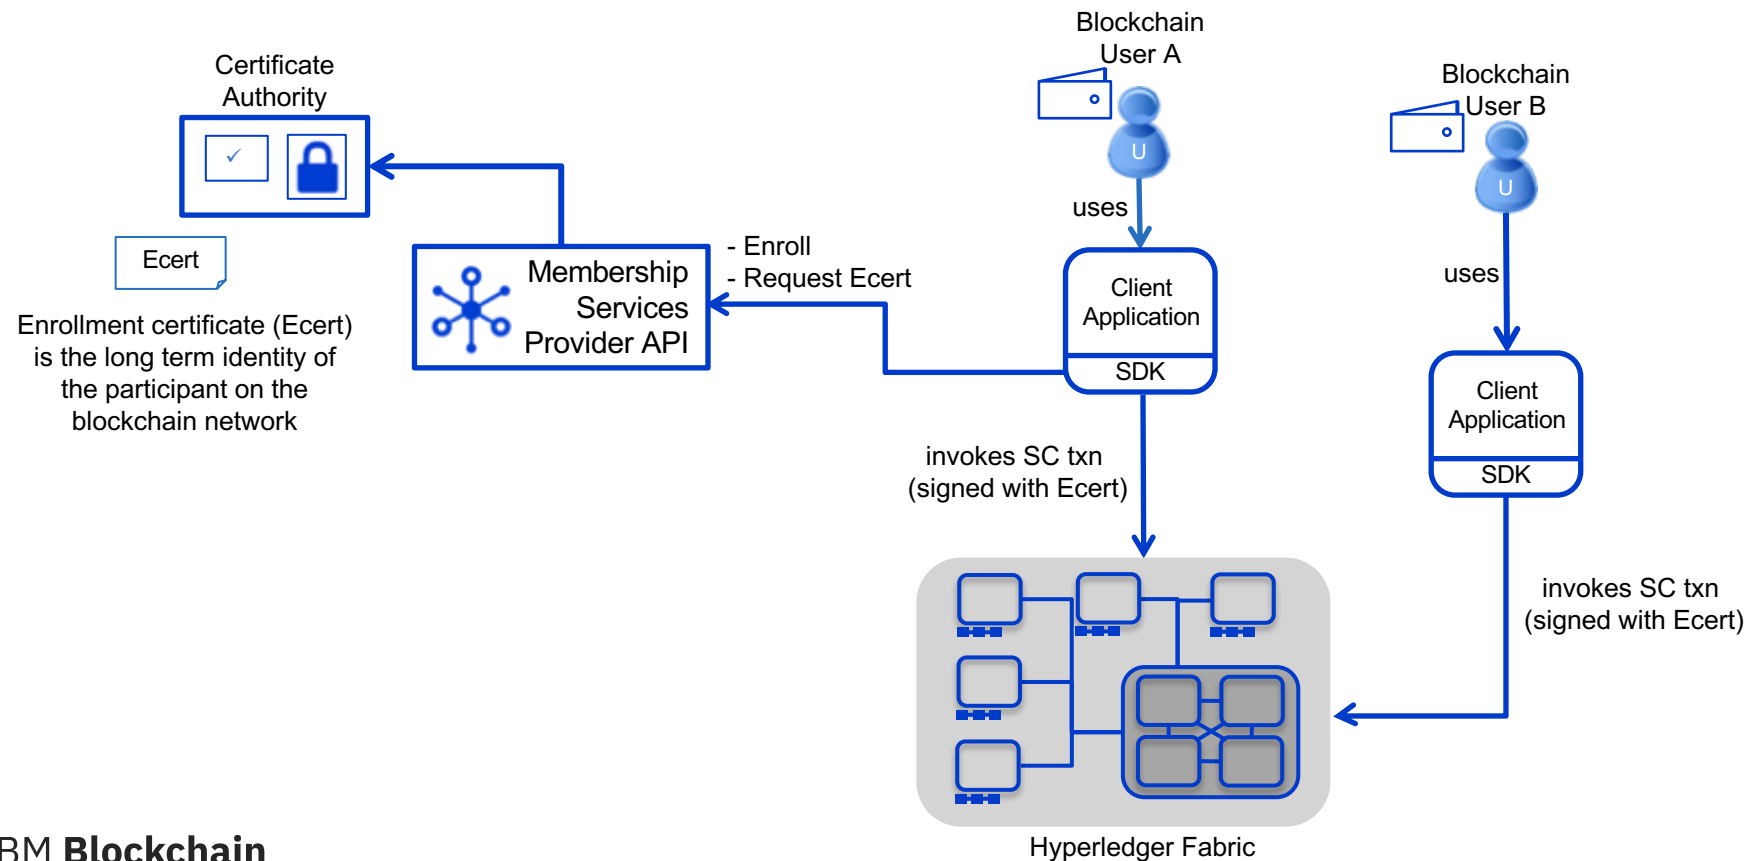 Blockchain
User A
Certificate
Authority
Blockchain
User B
U
U
uses
- Enroll
- Request Ecert
Ecert
Membership
Services
Provider API
Client
Application
SDK
uses
Enrollment certificate (Ecert)
is the long term identity of
the participant on the
blockchain network
Client
Application
SDK
invokes SC txn
(signed with Ecert)
invokes SC txn
(signed with Ecert)
BM Blockchain
Hyperledger Fabric